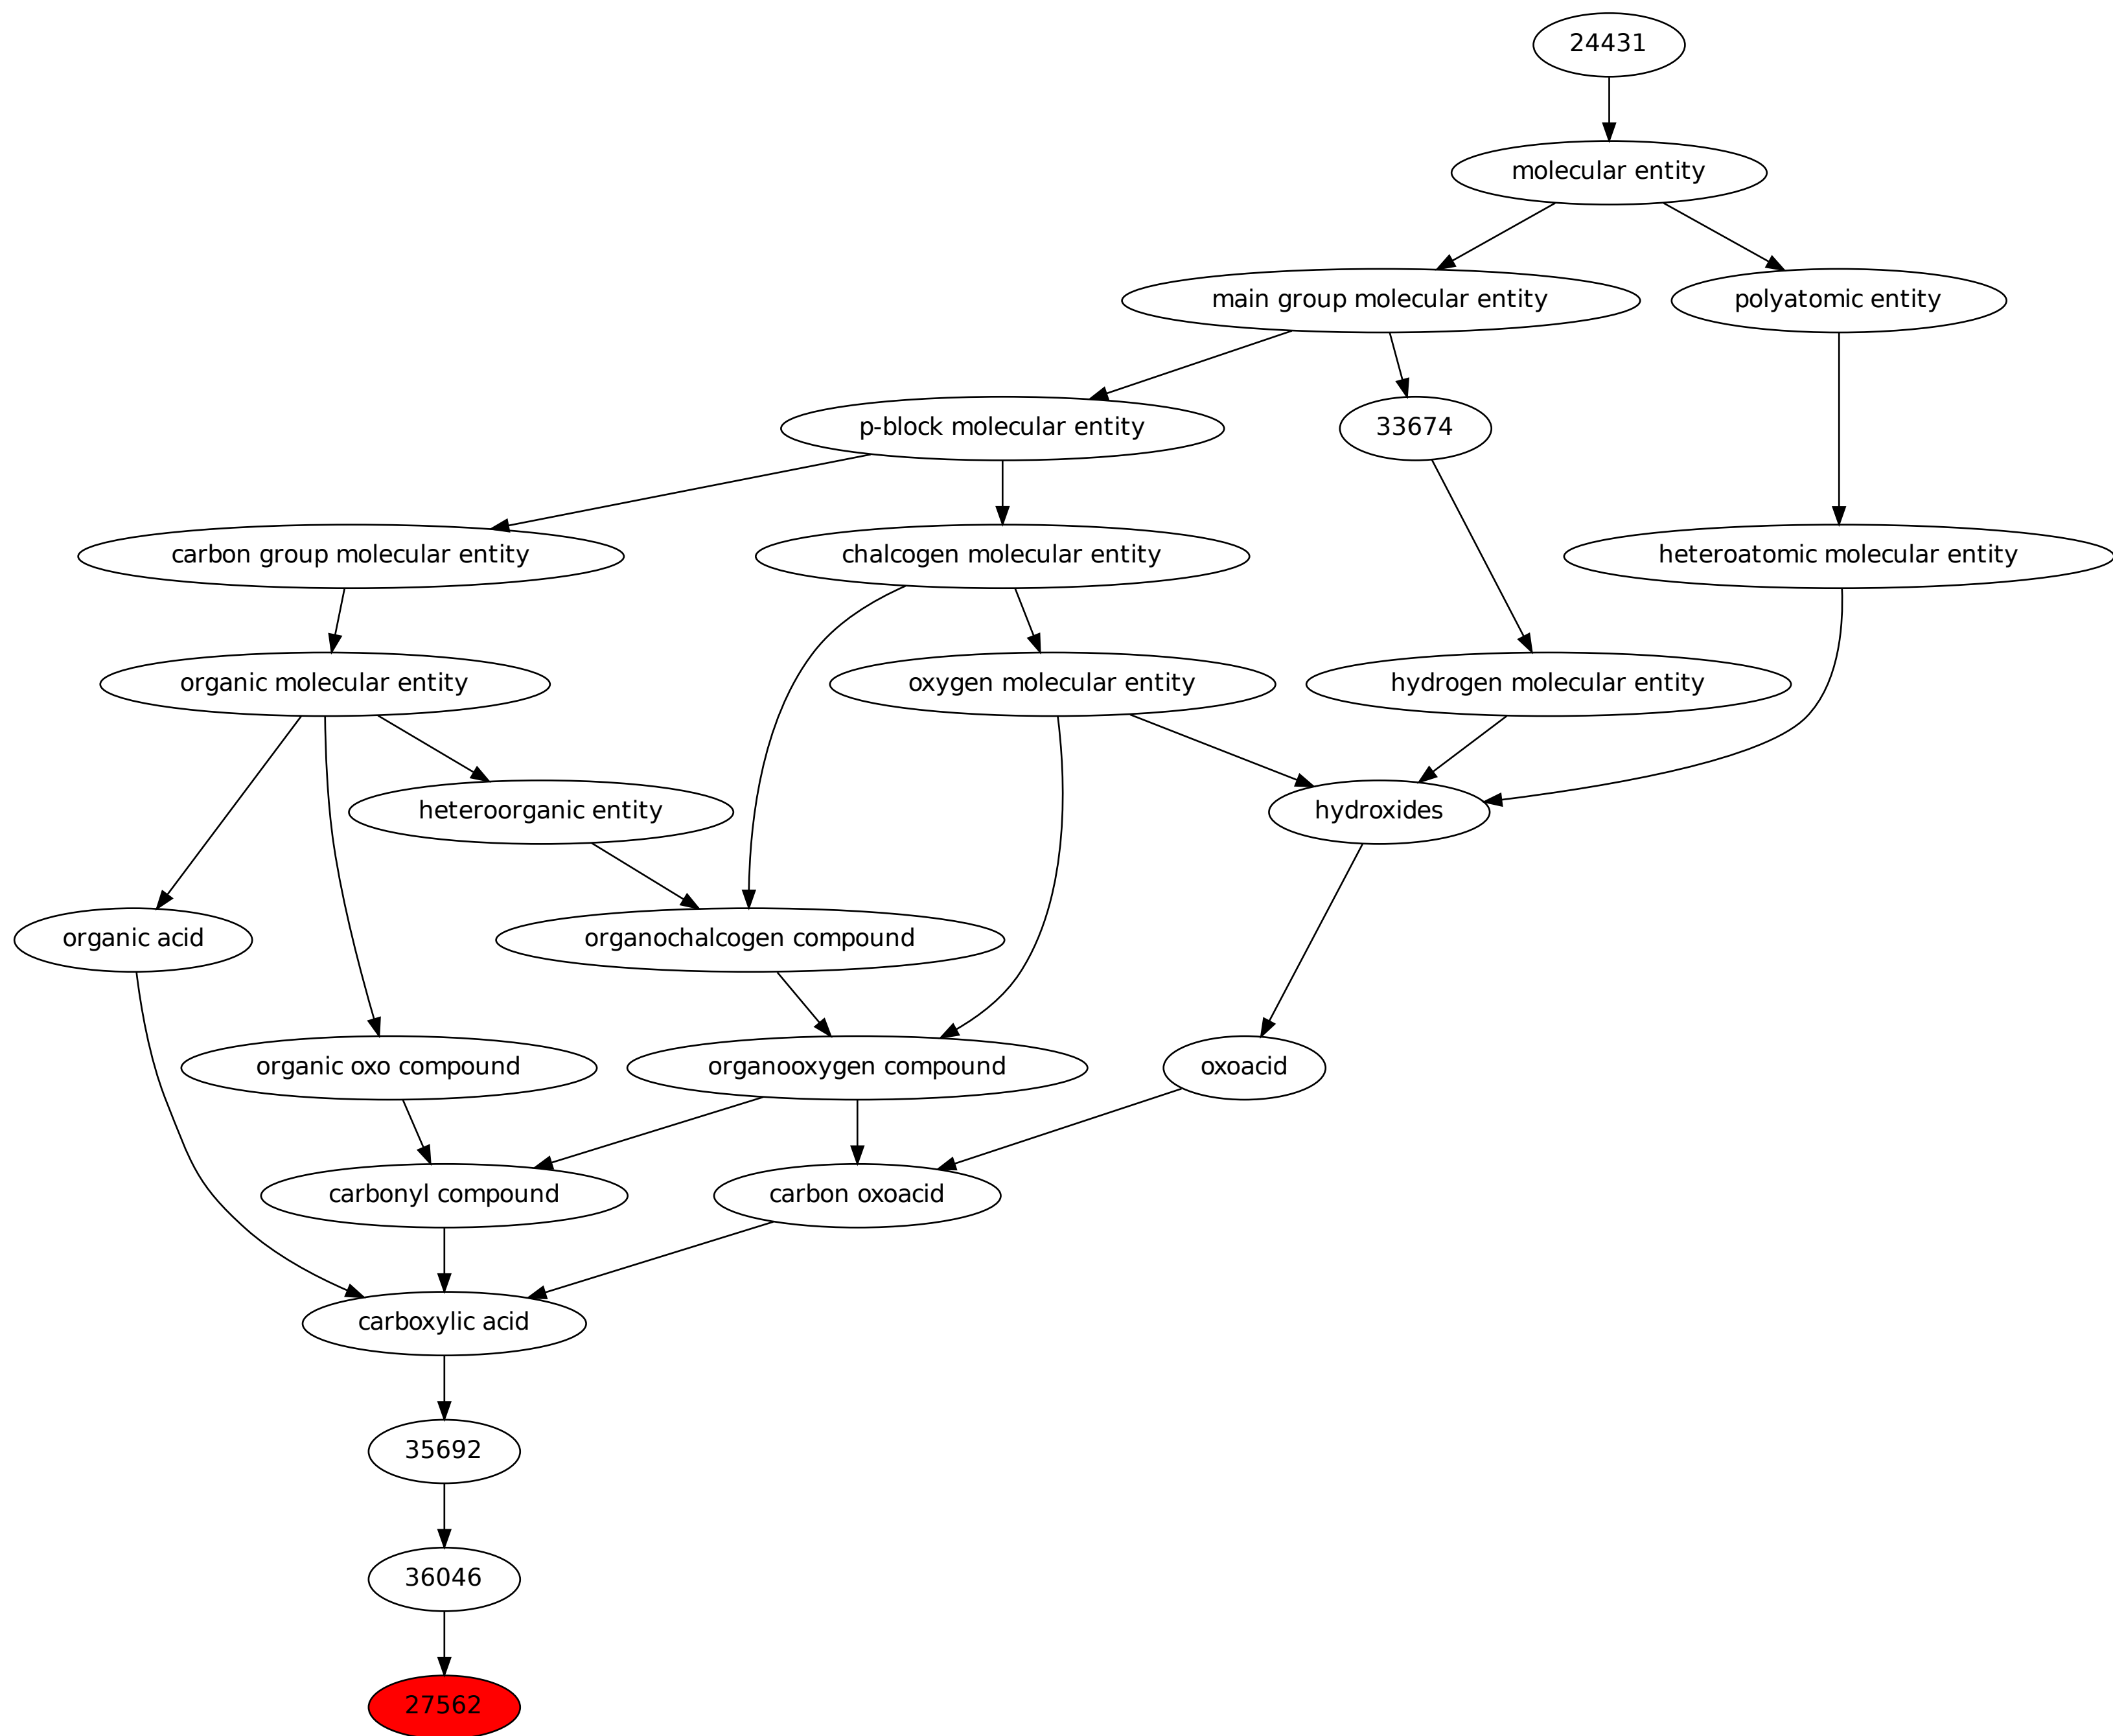 24431
molecular entity
main group molecular entity
polyatomic entity
p-block molecular entity
33674
carbon group molecular entity
chalcogen molecular entity
heteroatomic molecular entity
organic molecular entity
oxygen molecular entity
hydrogen molecular entity
heteroorganic entity
hydroxides
organic acid
organochalcogen compound
organic oxo compound
organooxygen compound
oxoacid
carbonyl compound
carbon oxoacid
carboxylic acid
35692
36046
27562